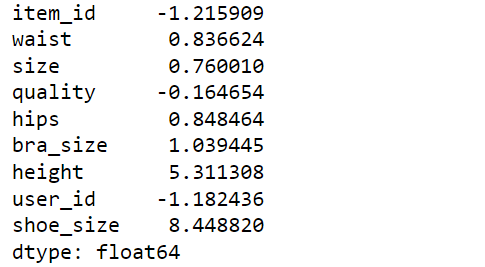 item_id -1.215909
waist 0.836624
size 0.760010
quality -0.164654
hips 0.848464
bra_size 1.039445
height 5.311308
user_id -1.182436
shoe_size 8.448820
dtype: float64